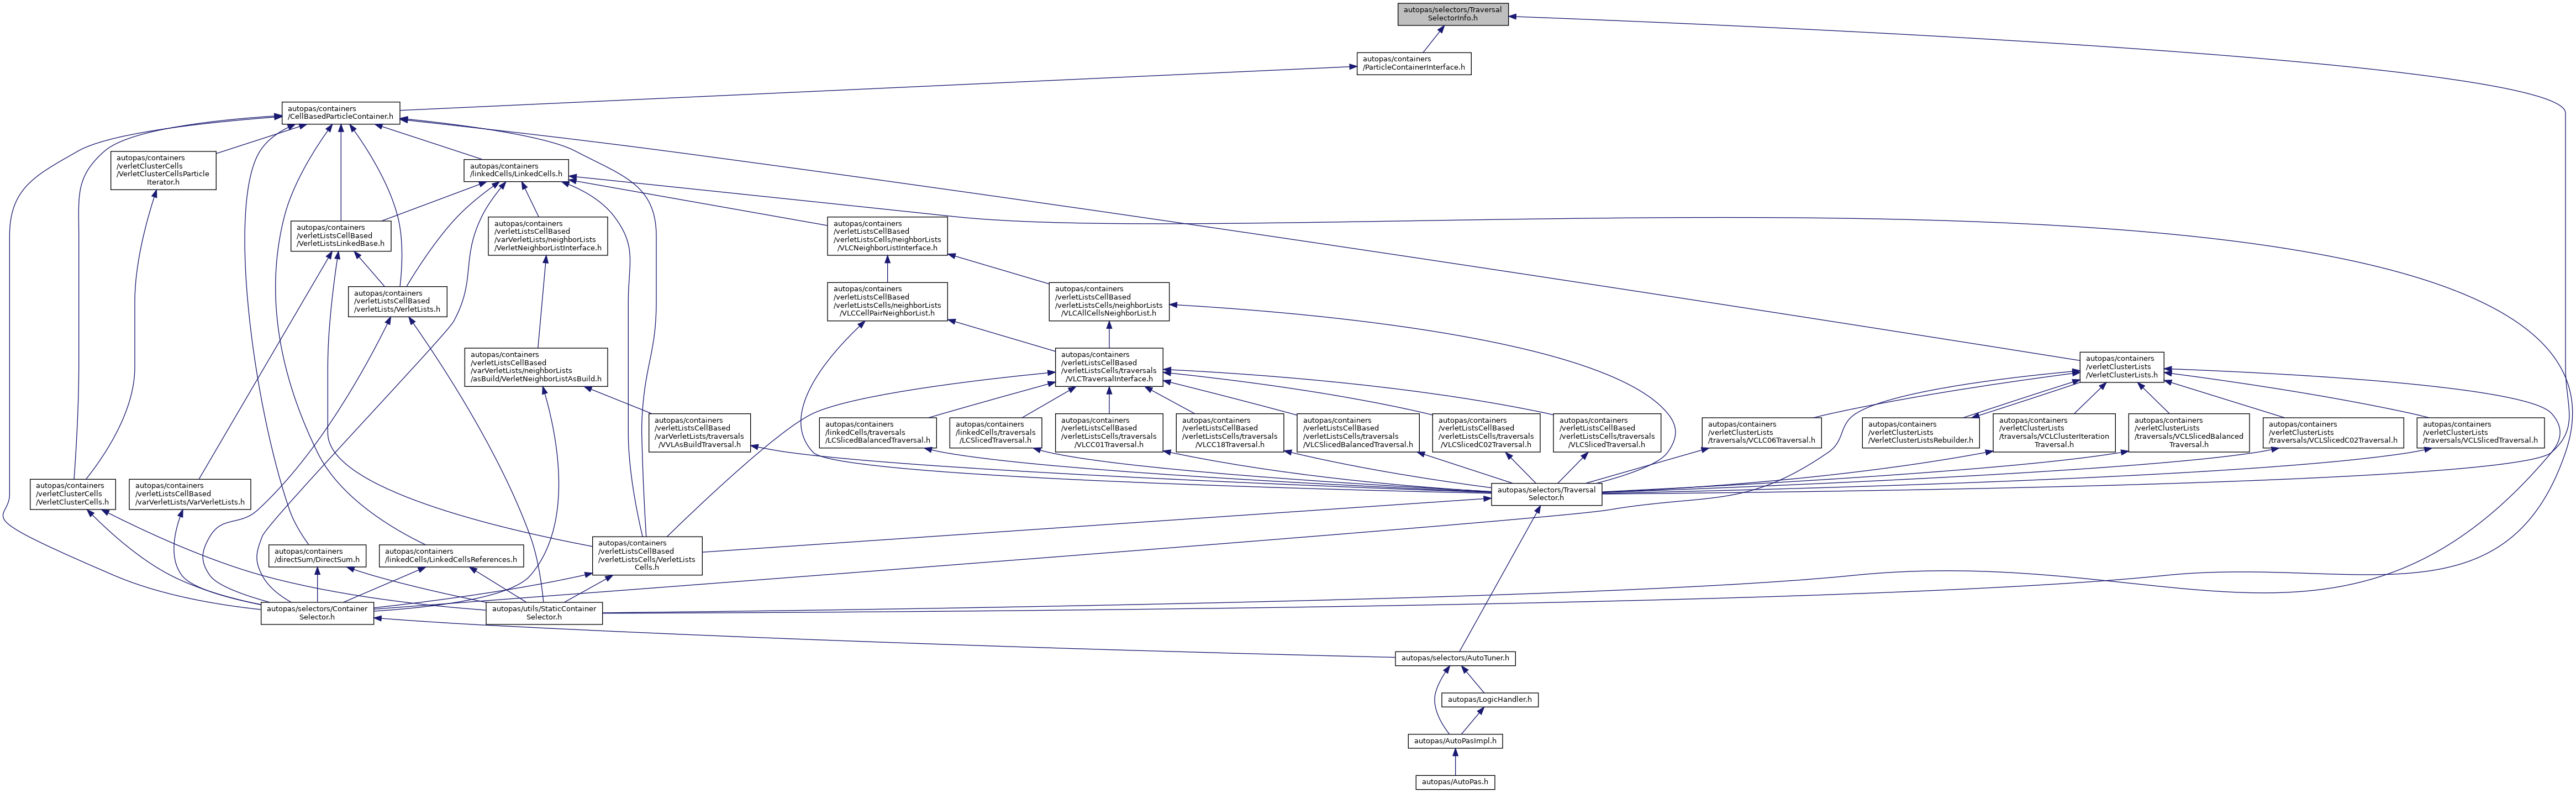 autopas/selectors/Traversal
SelectorInfo.h
autopas/containers
/ParticleContainerInterface.h
autopas/containers
/CellBasedParticleContainer.h
autopas/containers
/verletClusterCells
/VerletClusterCellsParticle
Iterator.h
autopas/containers
/linkedCells/LinkedCells.h
autopas/containers
/verletListsCellBased
/VerletListsLinkedBase.h
autopas/containers
/verletListsCellBased
/varVerletLists/neighborLists
/VerletNeighborListInterface.h
autopas/containers
/verletListsCellBased
/verletListsCells/neighborLists
/VLCNeighborListInterface.h
autopas/containers
/verletListsCellBased
/verletLists/VerletLists.h
autopas/containers
/verletListsCellBased
/verletListsCells/neighborLists
/VLCCellPairNeighborList.h
autopas/containers
/verletListsCellBased
/verletListsCells/neighborLists
/VLCAllCellsNeighborList.h
autopas/containers
/verletListsCellBased
/varVerletLists/neighborLists
/asBuild/VerletNeighborListAsBuild.h
autopas/containers
/verletListsCellBased
/verletListsCells/traversals
/VLCTraversalInterface.h
autopas/containers
/verletClusterLists
/VerletClusterLists.h
autopas/containers
/verletListsCellBased
/varVerletLists/traversals
/VVLAsBuildTraversal.h
autopas/containers
/linkedCells/traversals
/LCSlicedBalancedTraversal.h
autopas/containers
/linkedCells/traversals
/LCSlicedTraversal.h
autopas/containers
/verletListsCellBased
/verletListsCells/traversals
/VLCC01Traversal.h
autopas/containers
/verletListsCellBased
/verletListsCells/traversals
/VLCC18Traversal.h
autopas/containers
/verletListsCellBased
/verletListsCells/traversals
/VLCSlicedBalancedTraversal.h
autopas/containers
/verletListsCellBased
/verletListsCells/traversals
/VLCSlicedC02Traversal.h
autopas/containers
/verletListsCellBased
/verletListsCells/traversals
/VLCSlicedTraversal.h
autopas/containers
/verletClusterLists
/traversals/VCLC06Traversal.h
autopas/containers
/verletClusterLists
/VerletClusterListsRebuilder.h
autopas/containers
/verletClusterLists
/traversals/VCLClusterIteration
Traversal.h
autopas/containers
/verletClusterLists
/traversals/VCLSlicedBalanced
Traversal.h
autopas/containers
/verletClusterLists
/traversals/VCLSlicedC02Traversal.h
autopas/containers
/verletClusterLists
/traversals/VCLSlicedTraversal.h
autopas/containers
/verletClusterCells
/VerletClusterCells.h
autopas/containers
/verletListsCellBased
/varVerletLists/VarVerletLists.h
autopas/selectors/Traversal
Selector.h
autopas/containers
/directSum/DirectSum.h
autopas/containers
/linkedCells/LinkedCellsReferences.h
autopas/containers
/verletListsCellBased
/verletListsCells/VerletLists
Cells.h
autopas/selectors/Container
Selector.h
autopas/utils/StaticContainer
Selector.h
autopas/selectors/AutoTuner.h
autopas/LogicHandler.h
autopas/AutoPasImpl.h
autopas/AutoPas.h